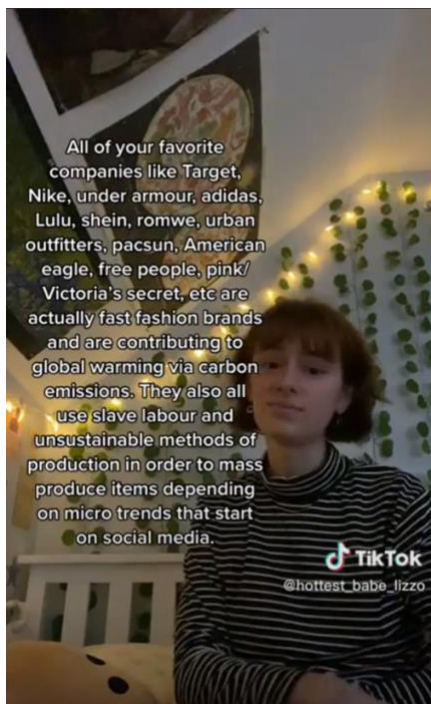 All of your favorite
companies like Target,
Nike, under armour, adidas,
Lulu, shein, romwe, urban
outfitters, pacsun, American
eagle, free people, pink/
Victoria's secret, etc are
actually fast fashion brands
and are contributing to
global warming via carbon
emissions. They also all
use slave labour and
unsustainable methods of
production in order to mass
produce items depending
on micro trends that start
on social media.
TikTok
@hottest_babe_lizzo